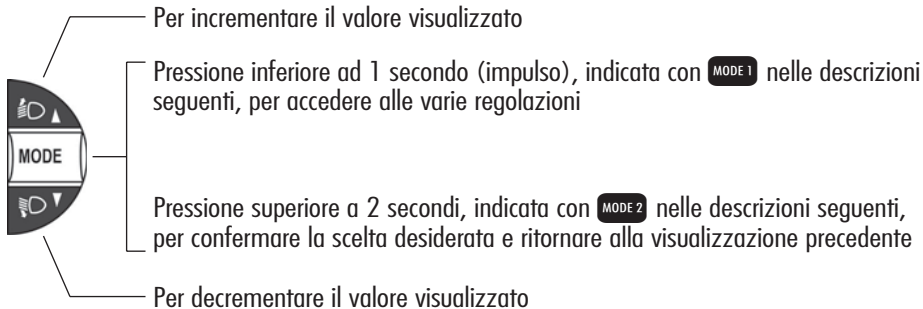 Per incrementare il valore visualizzato
Pressione inferiore ad 1 secondo (impulso), indicata con MODE 1 nelle descrizioni
seguenti, per accedere alle varie regolazioni
MODE
Pressione superiore a 2 secondi, indicata con MODE 2 nelle descrizioni seguenti,
per confermare la scelta desiderata e ritornare alla visualizzazione precedente
Per decrementare il valore visualizzato